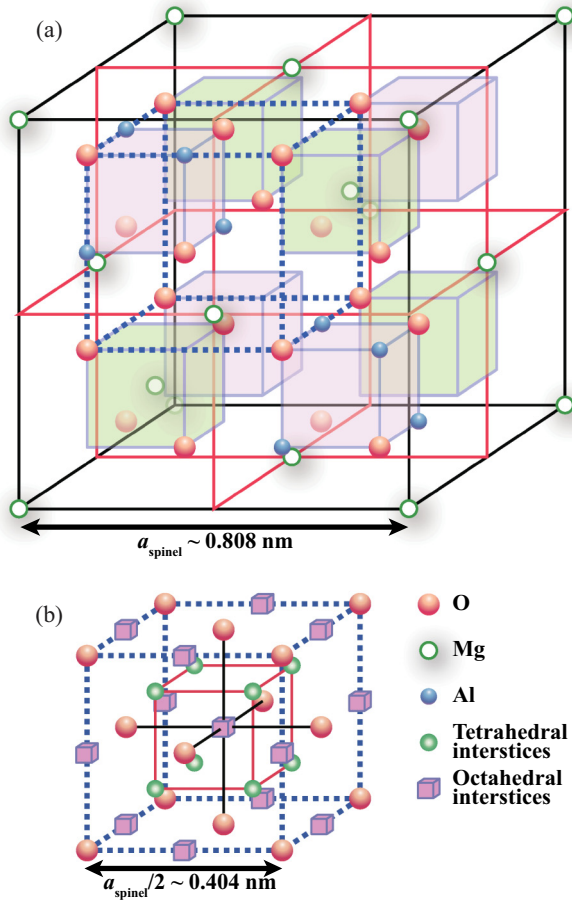 (a)
a_spinel ~ 0.808 nm
(b)
O
Mg
Al
Tetrahedral
interstices
Octahedral
interstices
a_spinel/2 ~ 0.404 nm